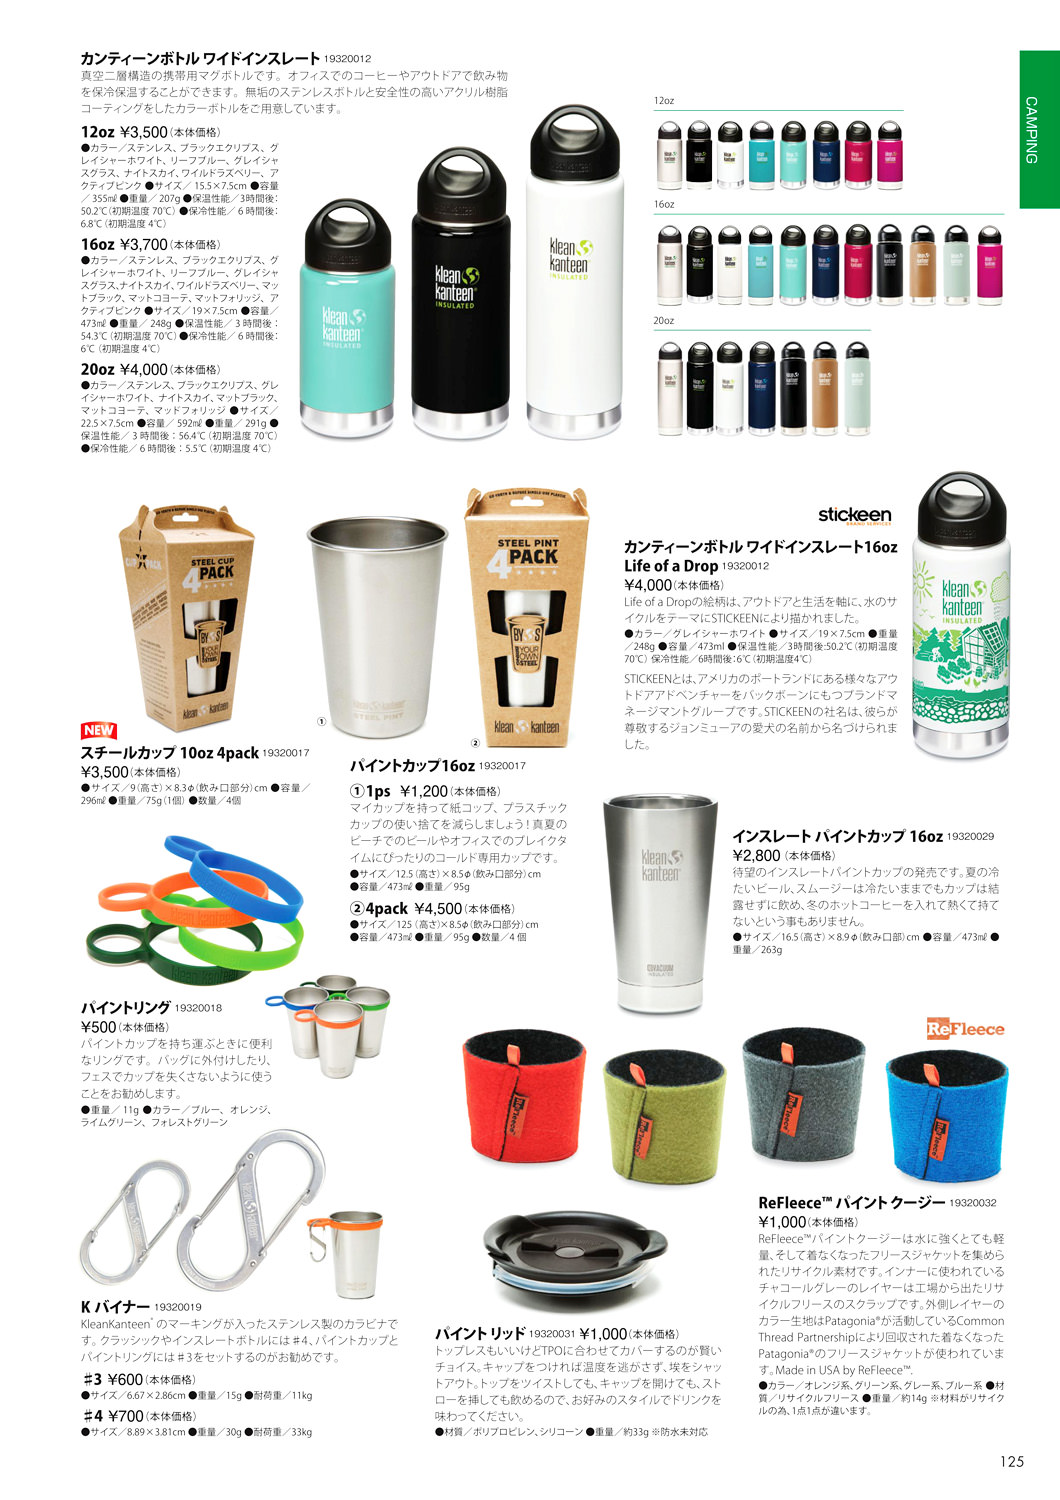 CAMPING
カンティーンボトル ワイドインスレート 19320012
真空二層構造の携帯用マグボトルです。オフィスでのコーヒーやアウトドアで飲み物
を保冷保温することができます。無垢のステンレスボトルと安全性の高いアクリル樹脂
コーティングをしたカラーボトルをご用意しています。
12oz ¥3,500(本体価格)
●カラー／ステンレス、ブラックエクリプス、グ
レイシャーホワイト、リーフブルー、グレイシャ
スグラス、ナイトスカイ、ワイルドラズベリー、ア
クティブピンク ●サイズ／15.5×7.5cm ●容量
／355㎖ ●重量／207g ●保温性能／3時間後：
50.2℃（初期温度 70℃）●保冷性能／6時間後：
6.8℃（初期温度 4℃）
16oz ¥3,700(本体価格)
●カラー／ステンレス、ブラックエクリプス、グ
レイシャーホワイト、リーフブルー、グレイシャ
スグラス,ナイトスカイ、ワイルドラズベリー、マッ
トブラック、マットコヨーテ、マットフォリッジ、ア
クティブピンク ●サイズ／19×7.5cm ●容量／
473㎖ ●重量／248g ●保温性能／3時間後：
54.3℃（初期温度 70℃）●保冷性能／6時間後：
6℃（初期温度 4℃）
20oz ¥4,000(本体価格)
●カラー／ステンレス、ブラックエクリプス、グレ
イシャーホワイト、ナイトスカイ、マットブラック、
マットコヨーテ、マッドフォリッジ ●サイズ／
22.5×7.5cm ●容量／592㎖ ●重量／291g ●
保温性能／3時間後：56.4℃（初期温度 70℃）
●保冷性能／6時間後：5.5℃（初期温度 4℃）
klean
kanteen
INSULATED
klean
kanteen
INSULATED
klean
kanteen
INSULATED
12oz
16oz
20oz
STEEL CUP
4 PACK
BYOS
klean kanteen
NEW
スチールカップ 10oz 4pack 19320017
¥3,500(本体価格)
●サイズ／9(高さ)×8.3φ(飲み口部分)cm ●容量／
296㎖ ●重量／75g(1個) ●数量／4個
STEEL PINT
①
STEEL PINT
4 PACK
BYOS
YOUR
OWN
STEEL
klean kanteen
②
パイントカップ16oz 19320017
①1ps ¥1,200(本体価格)
マイカップを持って紙コップ、プラスチック
カップの使い捨てを減らしましょう！真夏の
ビーチでのビールやオフィスでのブレイクタ
イムにぴったりのコールド専用カップです。
●サイズ／12.5(高さ)×8.5φ(飲み口部分)cm
●容量／473㎖ ●重量／95g
②4pack ¥4,500(本体価格)
●サイズ／125(高さ)×8.5φ(飲み口部分)cm
●容量／473㎖ ●重量／95g ●数量／4個
stickeen
BRAND SERVICES
カンティーンボトル ワイドインスレート16oz
Life of a Drop 19320012
¥4,000(本体価格)
Life of a Dropの絵柄は、アウトドアと生活を軸に、水のサ
イクルをテーマにSTICKEENにより描かれました。
●カラー／グレイシャーホワイト ●サイズ／19×7.5cm ●重量
／248g ●容量／473ml ●保温性能／3時間後:50.2℃（初期温度
70℃）保冷性能／6時間後:6℃（初期温度4℃）
STICKEENとは、アメリカのポートランドにある様々なアウ
トドアアドベンチャーをバックボーンにもつブランドマ
ネージマントグループです。STICKEENの社名は、彼らが
尊敬するジョンミューアの愛犬の名前から名づけられま
した。
klean
kanteen
INSULATED
klean
kanteen
VACUUM
INSULATED
インスレート パイントカップ 16oz 19320029
¥2,800 (本体価格)
待望のインスレートパイントカップの発売です。夏の冷
たいビール、スムージーは冷たいままでもカップは結
露せずに飲め、冬のホットコーヒーを入れて熱くて持て
ないという事もありません。
●サイズ／16.5(高さ)×8.9φ(飲み口部)cm ●容量／473㎖ ●
重量／263g
klean kanteen
パイントリング 19320018
¥500(本体価格)
パイントカップを持ち運ぶときに便利
なリングです。バッグに外付けしたり、
フェスでカップを失くさないように使う
ことをお勧めします。
●重量／11g ●カラー／ブルー、オレンジ、
ライムグリーン、フォレストグリーン
K バイナー 19320019
KleanKanteen® のマーキングが入ったステンレス製のカラビナで
す。クラッシックやインスレートボトルには♯4、パイントカップと
パイントリングには♯3をセットするのがお勧めです。
♯3 ¥600(本体価格)
●サイズ／6.67×2.86cm ●重量／15g ●耐荷重／11kg
♯4 ¥700(本体価格)
●サイズ／8.89×3.81cm ●重量／30g ●耐荷重／33kg
パイント リッド 19320031 ¥1,000(本体価格)
トップレスもいいけどTPOに合わせてカバーするのが賢い
チョイス。キャップをつければ温度を逃がさず、埃をシャッ
トアウト。トップをツイストしても、キャップを開けても、スト
ローを挿しても飲めるので、お好みのスタイルでドリンクを
味わってください。
●材質／ポリプロピレン、シリコーン ●重量／約33g ※防水未対応
ReFleece
ReFleece
ReFleece
ReFleece
ReFleece
ReFleece™ パイント クージー 19320032
¥1,000(本体価格)
ReFleece™パイントクージーは水に強くとても軽
量、そして着なくなったフリースジャケットを集めら
れたリサイクル素材です。インナーに使われている
チャコールグレーのレイヤーは工場から出たリサ
イクルフリースのスクラップです。外側レイヤーの
カラー生地はPatagonia®が活動しているCommon
Thread Partnershipにより回収された着なくなった
Patagonia®のフリースジャケットが使われていま
す。Made in USA by ReFleece™.
●カラー／オレンジ系、グリーン系、グレー系、ブルー系 ●材
質／リサイクルフリース ●重量／約14g ※材料がリサイク
ルの為、1点1点が違います。
125